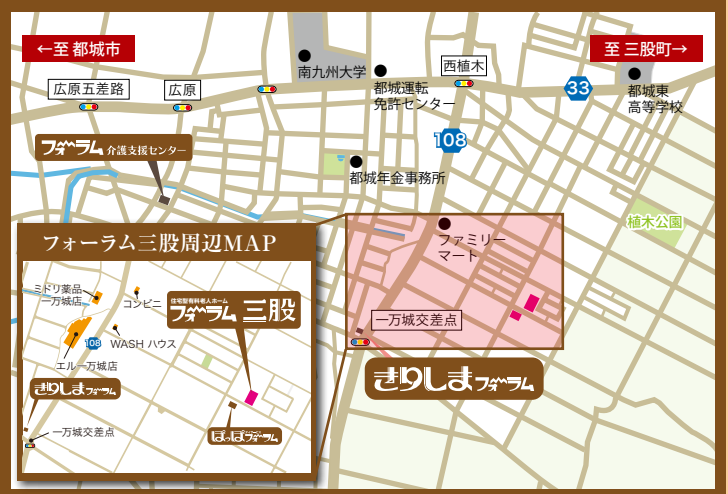 ←至 都城市
至 三股町→
南九州大学
西植木
都城運転
免許センター
33
都城東
高等学校
広原五差路
広原
108
フォーラム 介護支援センター
都城年金事務所
植木公園
フォーラム三股周辺MAP
ファミリー
マート
ミドリ薬品
一万城店
コンビニ
住宅型有料老人ホーム
フォーラム 三股
一万城交差点
108
WASH ハウス
エル一万城店
きりしまフォーラム
きりしまフォーラム
一万城交差点
ぽっぽフォーラム